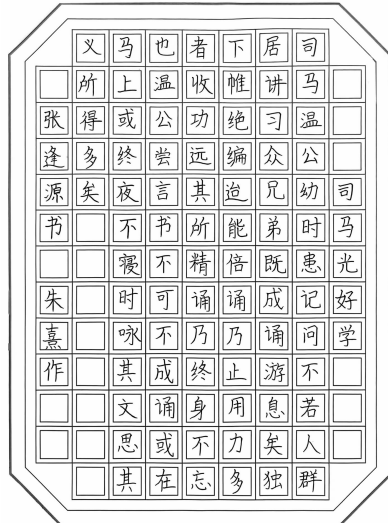 司马光好学
司马温公幼时患记问不若人群
居讲习众兄弟既成诵游息矣独
下帷绝编迨能倍诵乃止用力多
者收功远其所精诵乃终身不忘
也温公尝言书不可不成诵或在
马上或终夜不寝时咏其文思其
义所得多矣
张逢源书 朱熹作